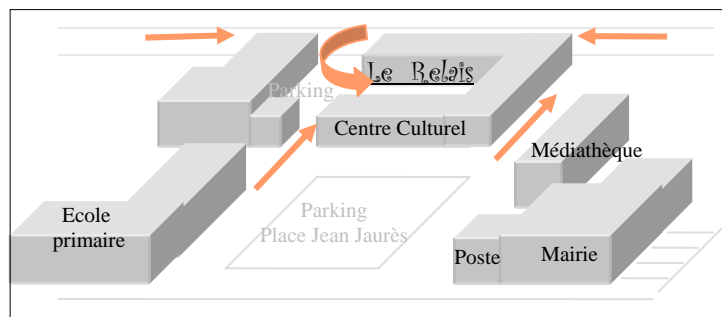 Le Relais
Parking
Centre Culturel
Médiathèque
Ecole
primaire
Parking
Place Jean Jaurès
Poste
Mairie